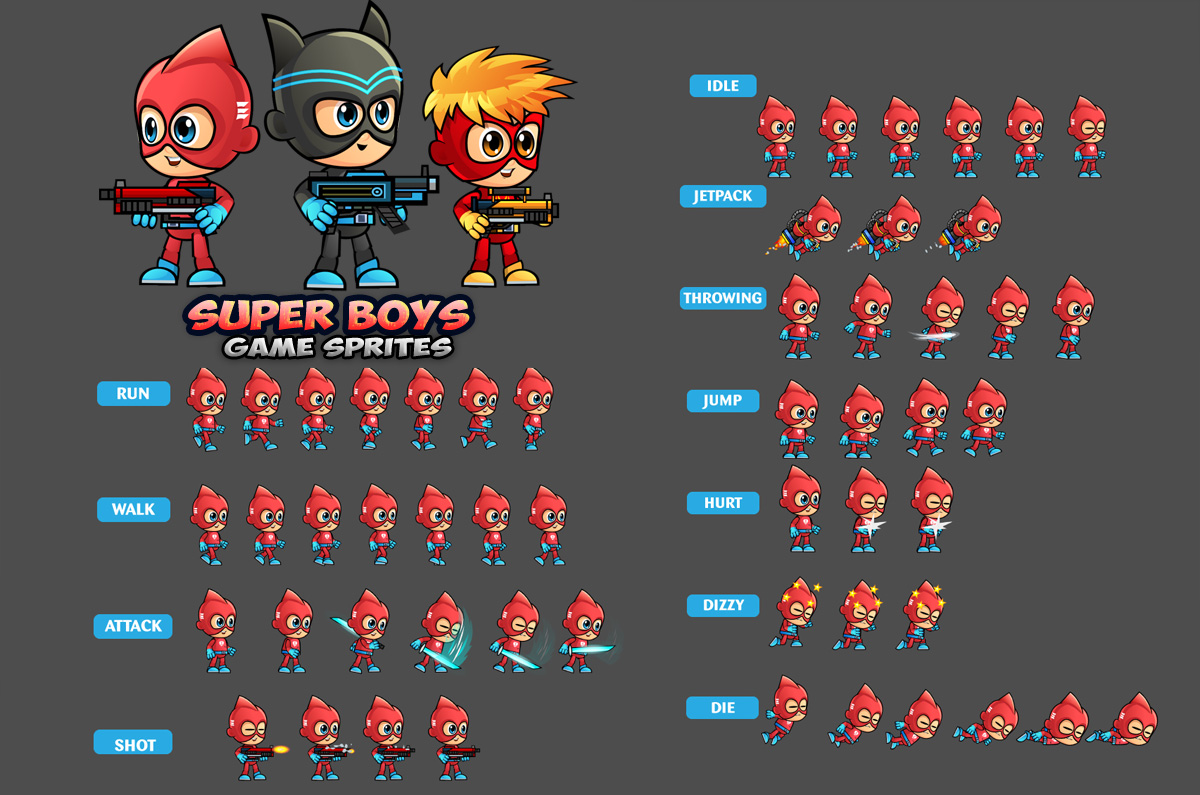 SUPER BOYS
GAME SPRITES
RUN
WALK
ATTACK
SHOT
IDLE
JETPACK
THROWING
JUMP
HURT
DIZZY
DIE